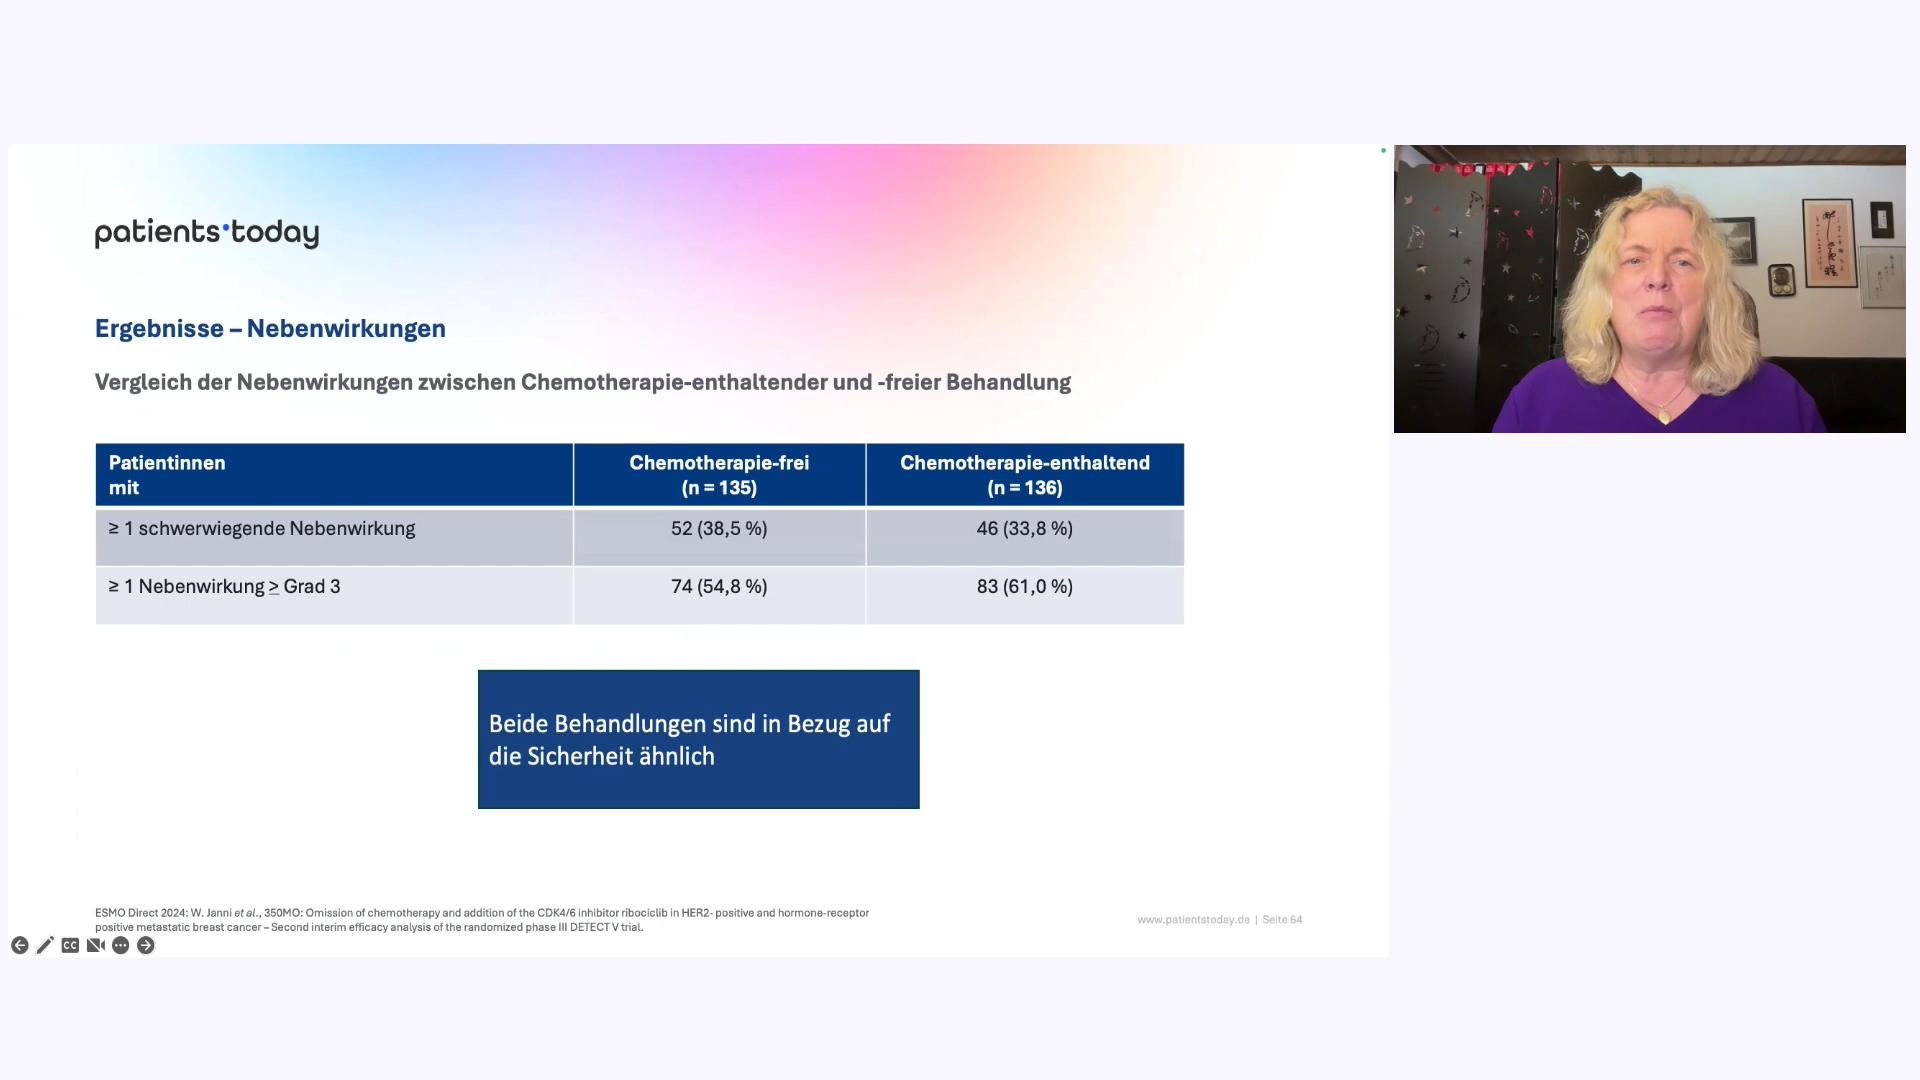 patients·today
Ergebnisse – Nebenwirkungen
Vergleich der Nebenwirkungen zwischen Chemotherapie-enthaltender und -freier Behandlung
Patientinnen
mit
Chemotherapie-frei
(n = 135)
Chemotherapie-enthaltend
(n = 136)
≥ 1 schwerwiegende Nebenwirkung
52 (38,5 %)
46 (33,8 %)
≥ 1 Nebenwirkung ≥ Grad 3
74 (54,8 %)
83 (61,0 %)
Beide Behandlungen sind in Bezug auf
die Sicherheit ähnlich
ESMO Direct 2024: W. Janni et al., 350MO: Omission of chemotherapy and addition of the CDK4/6 inhibitor ribociclib in HER2- positive and hormone-receptor
positive metastatic breast cancer – Second interim efficacy analysis of the randomized phase III DETECT V trial.
www.patientstoday.de | Seite 64
CC